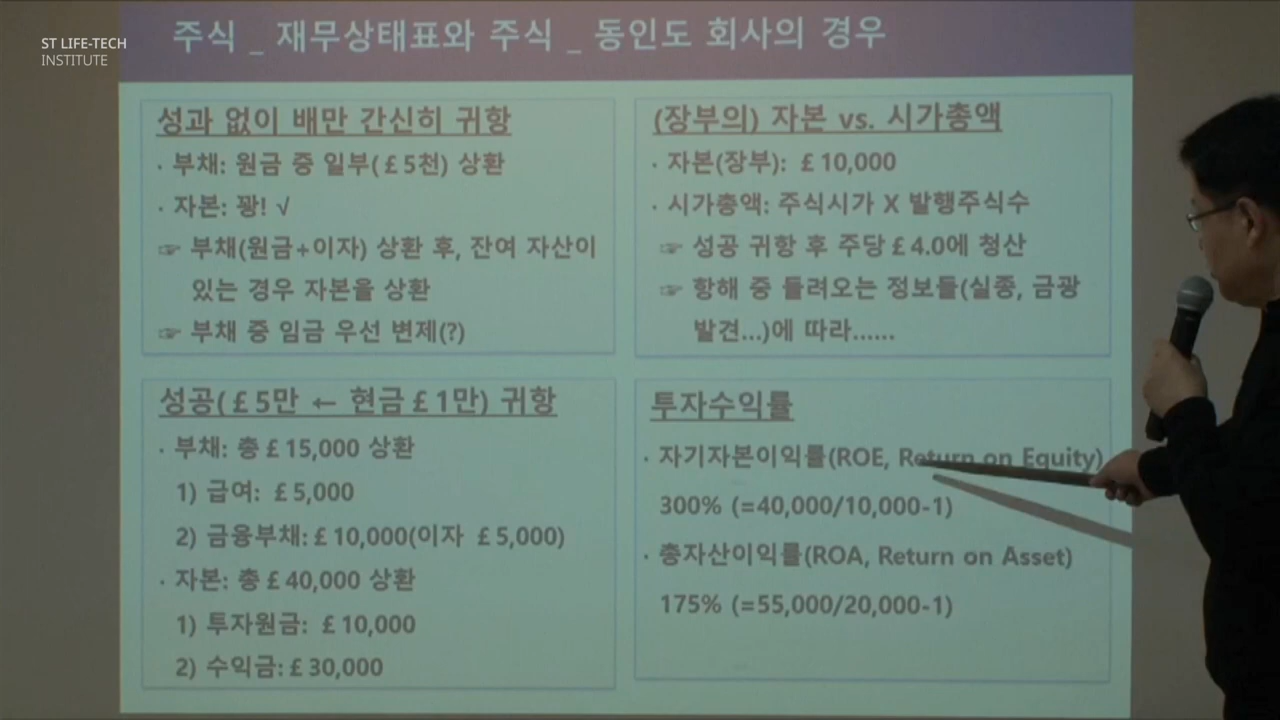 ST LIFE-TECH
INSTITUTE
주식 _ 재무상태표와 주식 _ 동인도 회사의 경우
성과 없이 배만 간신히 귀항
· 부채: 원금 중 일부(£5천) 상환
· 자본: 꽝! √
☞ 부채(원금+이자) 상환 후, 잔여 자산이
있는 경우 자본을 상환
☞ 부채 중 임금 우선 변제(?)
(장부의) 자본 vs. 시가총액
· 자본(장부): £10,000
· 시가총액: 주식시가 X 발행주식수
☞ 성공 귀항 후 주당£4.0에 청산
☞ 항해 중 들려오는 정보들(실종, 금광
발견...)에 따라......
성공(£5만 ← 현금£1만) 귀항
· 부채: 총£15,000 상환
1) 급여: £5,000
2) 금융부채:£10,000(이자 £5,000)
· 자본: 총£40,000 상환
1) 투자원금: £10,000
2) 수익금:£30,000
투자수익률
· 자기자본이익률(ROE, Return on Equity)
300% (=40,000/10,000-1)
· 총자산이익률(ROA, Return on Asset)
175% (=55,000/20,000-1)